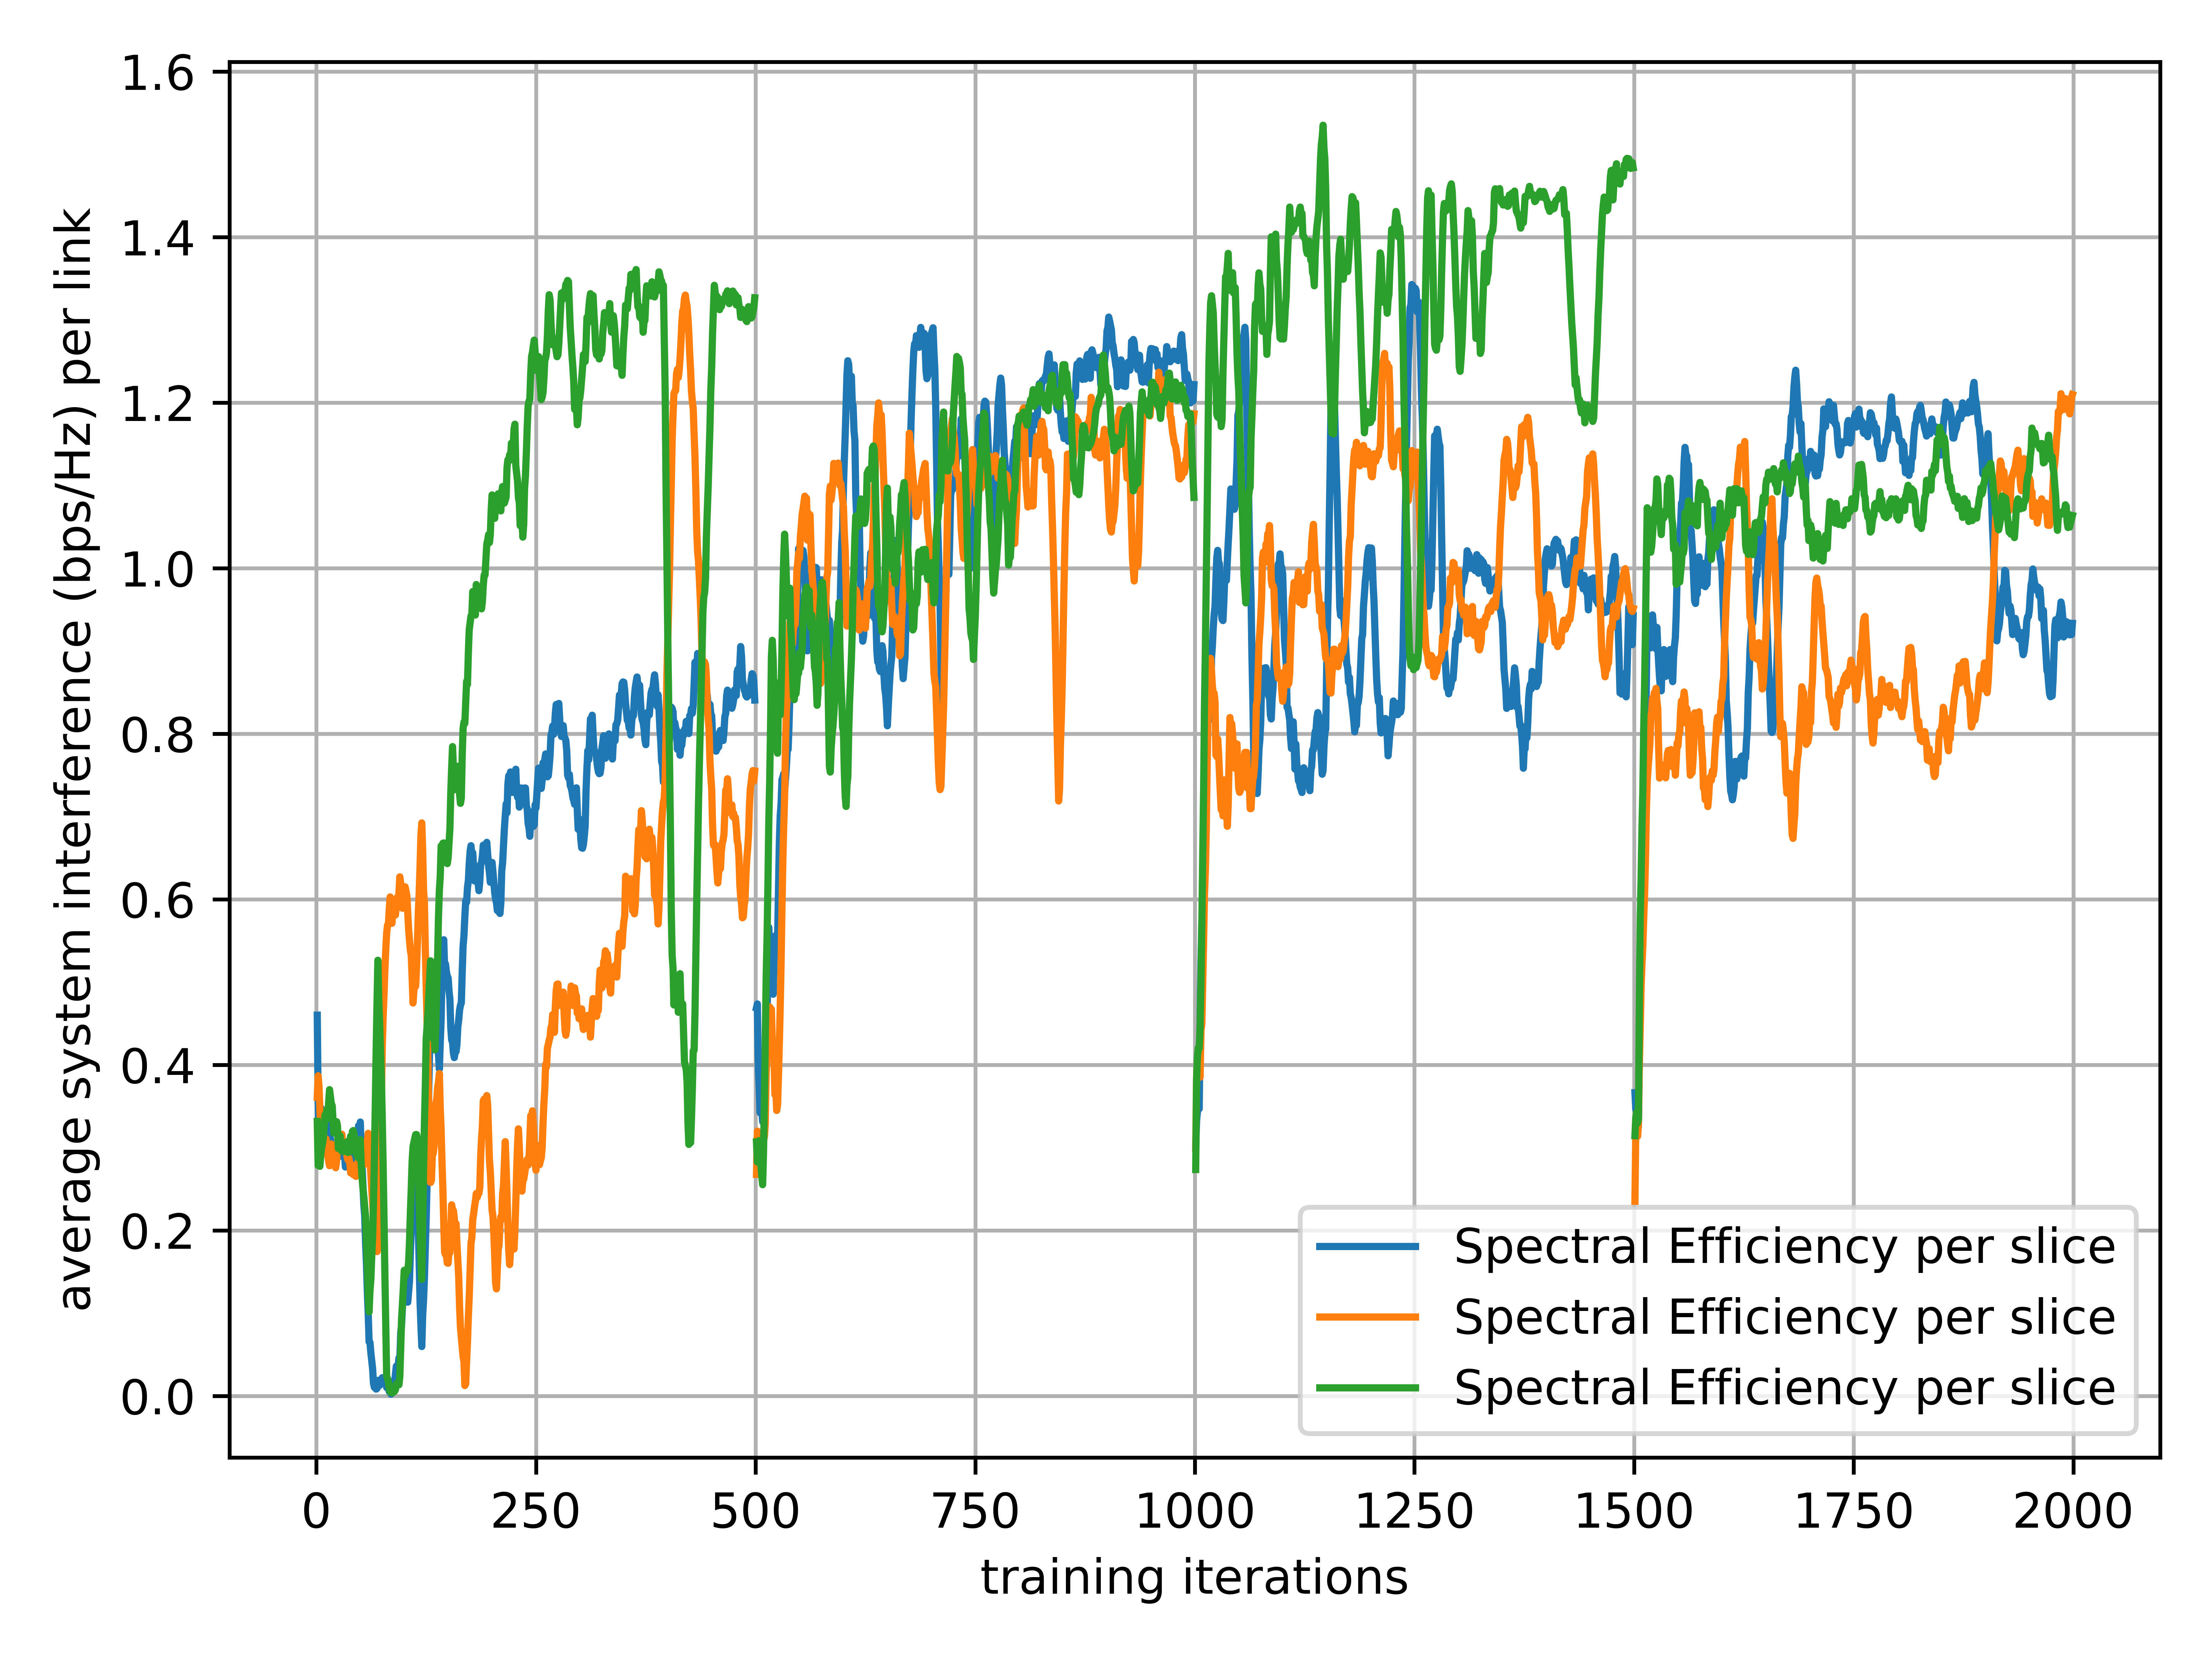 1.6
1.4
1.2
1.0
0.8
0.6
0.4
0.2
0.0
average system interference (bps/Hz) per link
Spectral Efficiency per slice
Spectral Efficiency per slice
Spectral Efficiency per slice
0 250 500 750 1000 1250 1500 1750 2000
training iterations